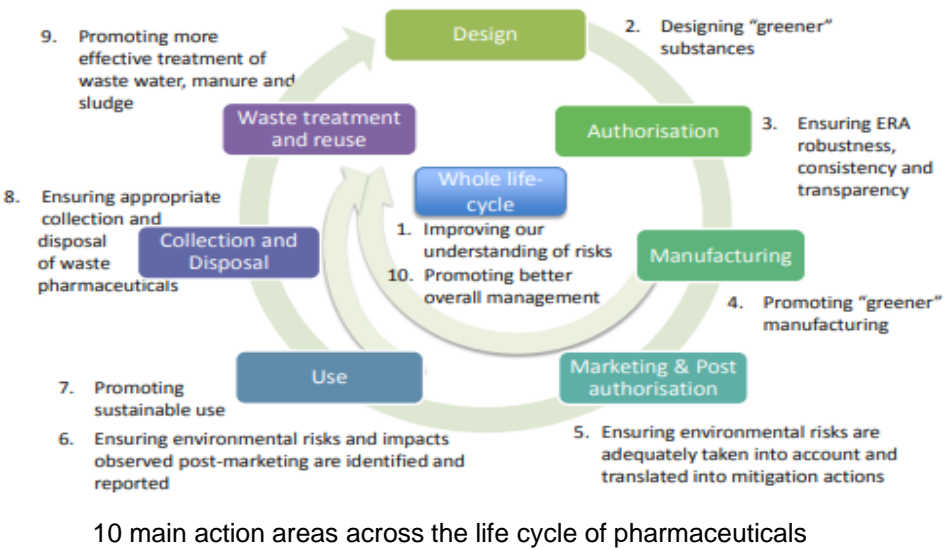 Design
2. Designing “greener”
substances
Authorisation
3. Ensuring ERA
robustness,
consistency and
transparency
Manufacturing
4. Promoting “greener”
manufacturing
Marketing & Post
authorisation
5. Ensuring environmental risks are
adequately taken into account and
translated into mitigation actions
Use
7. Promoting
sustainable use
6. Ensuring environmental risks and impacts
observed post-marketing are identified and
reported
Collection and
Disposal
8. Ensuring appropriate
collection and
disposal
of waste
pharmaceuticals
Waste treatment
and reuse
9. Promoting more
effective treatment of
waste water, manure and
sludge
Whole life-
cycle
1. Improving our
understanding of risks
10. Promoting better
overall management
10 main action areas across the life cycle of pharmaceuticals